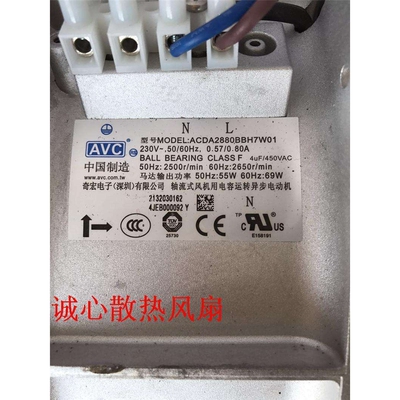 N L
AVC
中国制造
www.avc.com.tw
型号MODEL:ACDA2880BBH7W01
230V~,50/60Hz, 0.57/0.80A
BALL BEARING CLASS F 4uF/450VAC
50Hz:2500r/min 60Hz:2650r/min
马达输出功率 50Hz:55W 60Hz:69W
奇宏电子(深圳)有限公司 轴流式风机用电容运转异步电动机
2132030162
4JEB000092 Y
N
诚心散热风扇